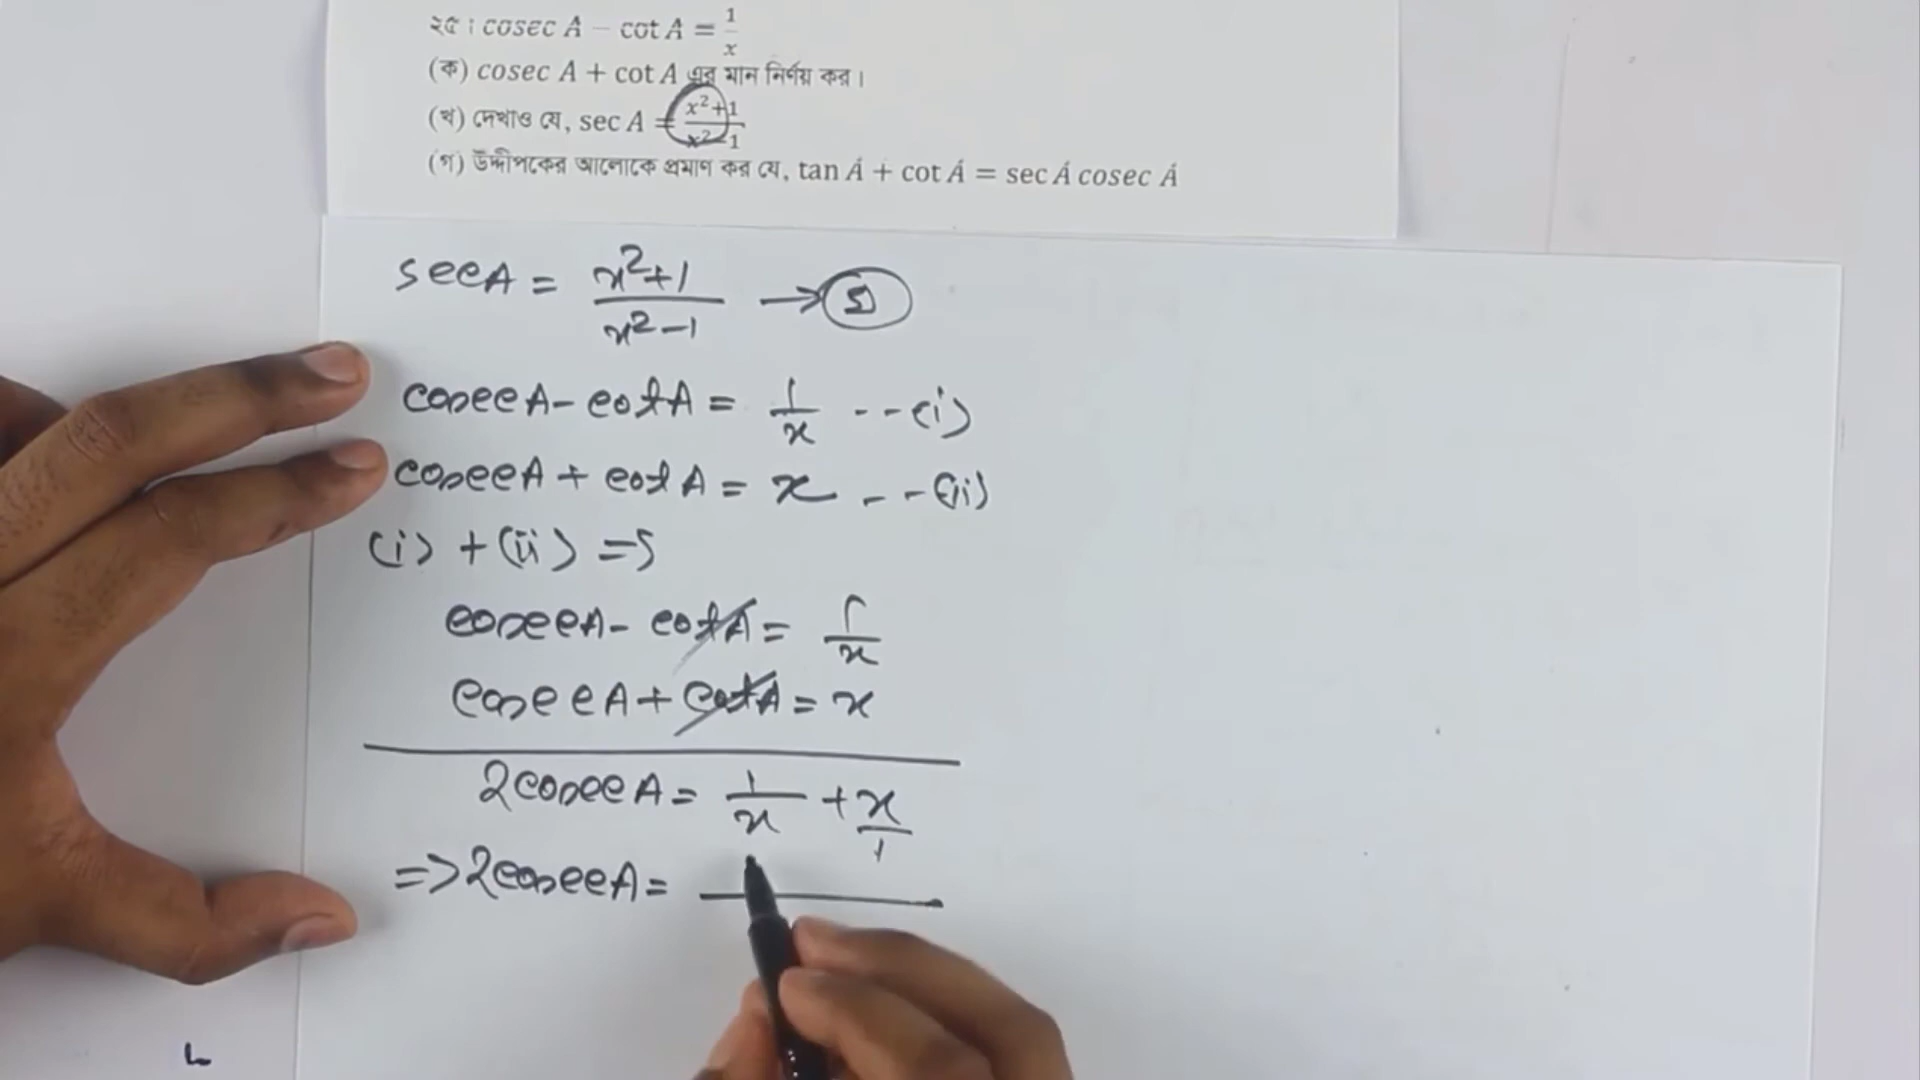 ২৫। cosec A − cot A = 1/x
(ক) cosec A + cot A এর মান নির্ণয় কর।
(খ) দেখাও যে, sec A = x²+1/x²−1
(গ) উদ্দীপকের আলোকে প্রমাণ কর যে, tan Á + cot Á = sec Á cosec Á
secA = x²+1/x²−1 →
cosecA − cotA = 1/x --(i)
cosecA + cotA = x --(ii)
(i) + (ii) =>
cosecA − cotA = 1/x
cosecA + cotA = x
2cosecA = 1/x + x/1
=> 2cosecA =